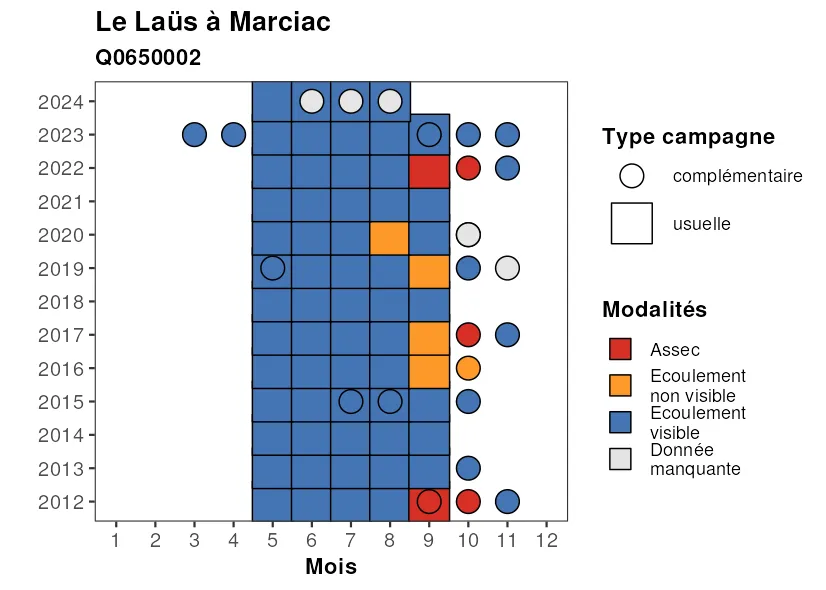 Le Laüs à Marciac
Q0650002
2024
2023
2022
2021
2020
2019
2018
2017
2016
2015
2014
2013
2012
1 2 3 4 5 6 7 8 9 10 11 12
Mois
Type campagne
complémentaire
usuelle
Modalités
Assec
Ecoulement
non visible
Ecoulement
visible
Donnée
manquante